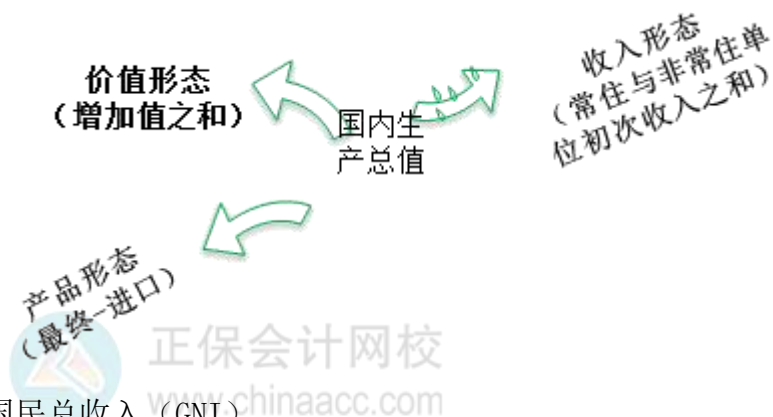 价值形态
（增加值之和）
国内生
产总值
收入形态
（常住与非常住单
位初次收入之和）
产品形态
（最终-进口）
正保会计网校
www.chinaacc.com
国民总收入（GNI）